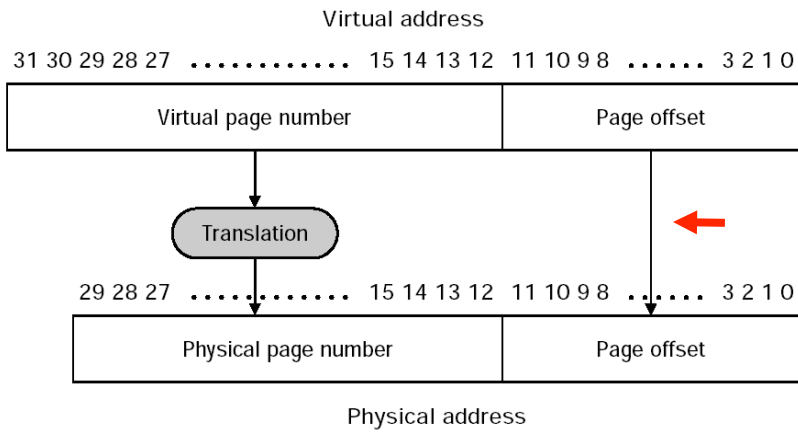 Virtual address
31 30 29 28 27 ............ 15 14 13 12 11 10 9 8 ...... 3 2 1 0
Virtual page number Page offset
Translation
29 28 27 ............ 15 14 13 12 11 10 9 8 ...... 3 2 1 0
Physical page number Page offset
Physical address